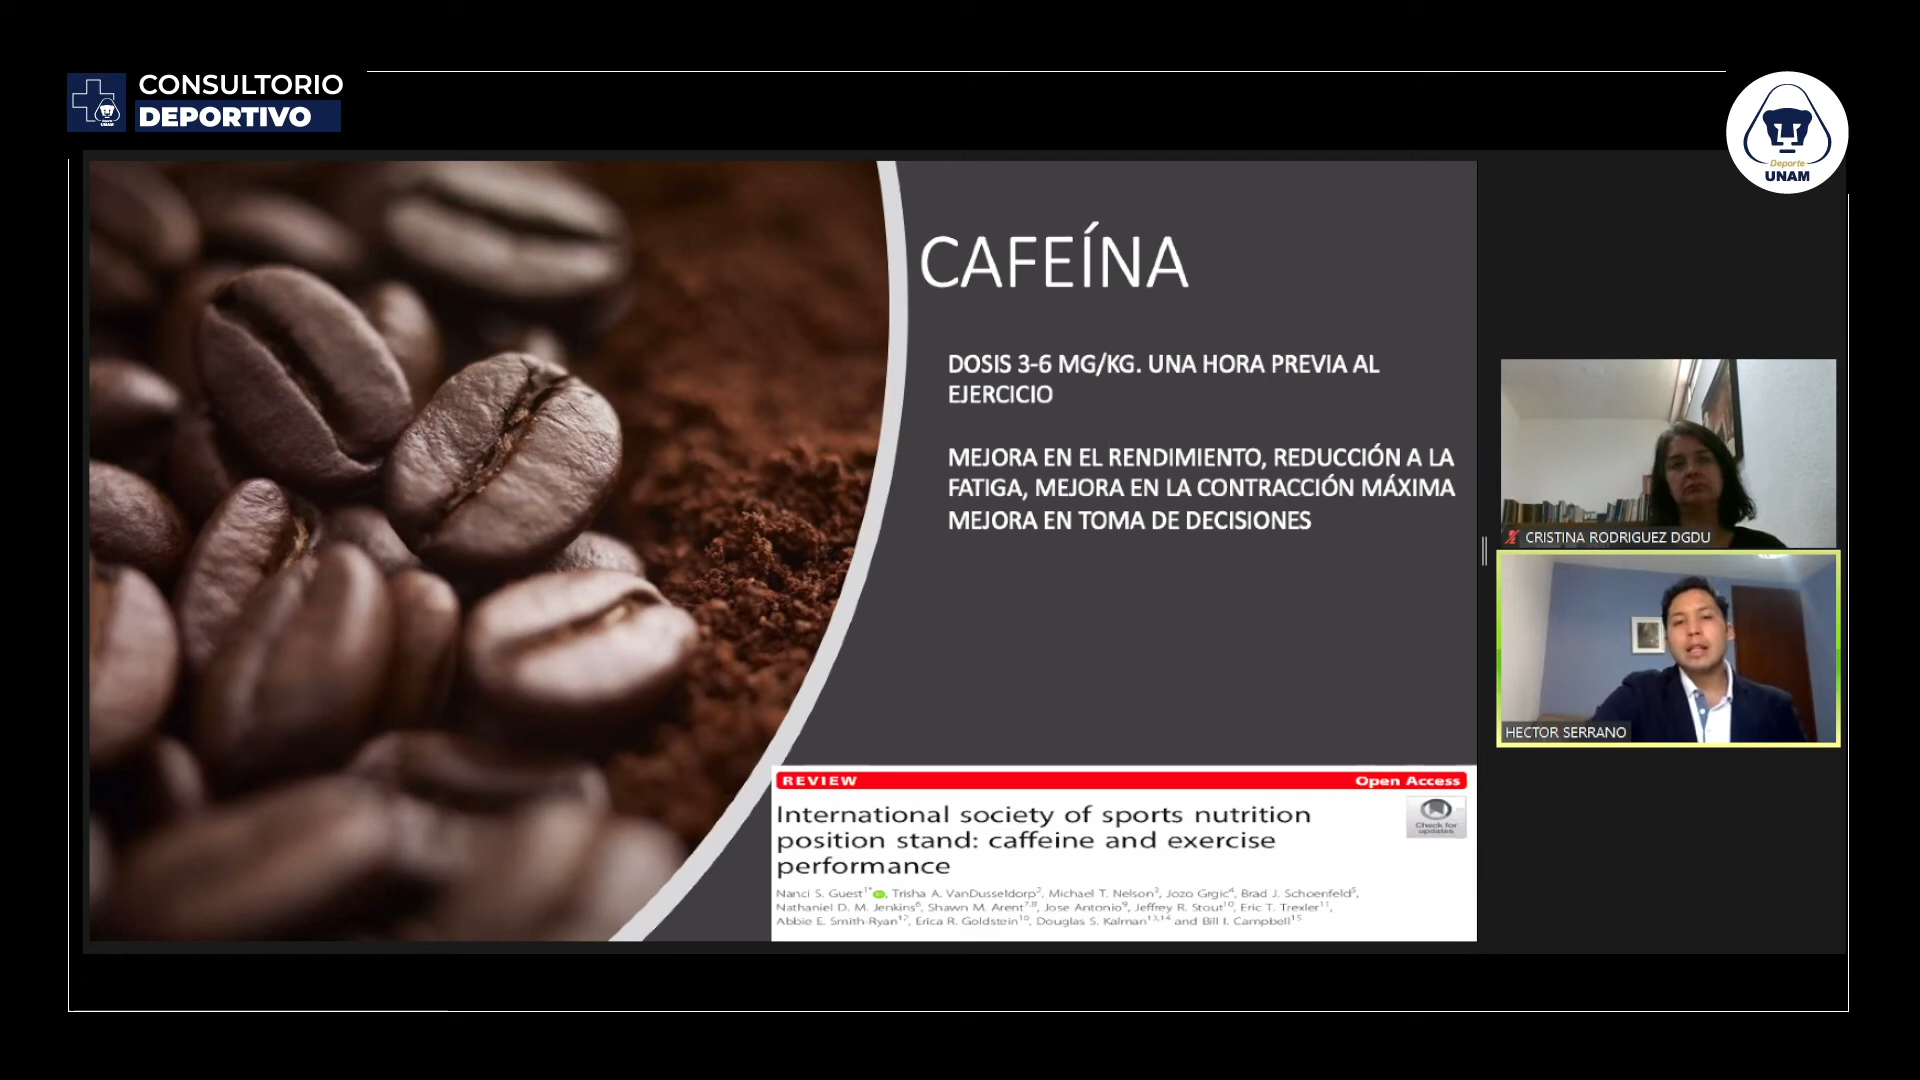 CONSULTORIO
DEPORTIVO
Deporte
UNAM
CAFEÍNA
DOSIS 3-6 MG/KG. UNA HORA PREVIA AL
EJERCICIO
MEJORA EN EL RENDIMIENTO, REDUCCIÓN A LA
FATIGA, MEJORA EN LA CONTRACCIÓN MÁXIMA
MEJORA EN TOMA DE DECISIONES
CRISTINA RODRIGUEZ DGDU
HECTOR SERRANO
REVIEW Open Access
International society of sports nutrition
position stand: caffeine and exercise
performance
Check for
updates
Nanci S. Guest1*, Trisha A. VanDusseldorp2, Michael T. Nelson3, Jozo Grgic4, Brad J. Schoenfeld5,
Nathaniel D. M. Jenkins6, Shawn M. Arent7,8, Jose Antonio9, Jeffrey R. Stout10, Eric T. Trexler11,
Abbie E. Smith-Ryan12, Erica R. Goldstein10, Douglas S. Kalman13,14 and Bill I. Campbell15